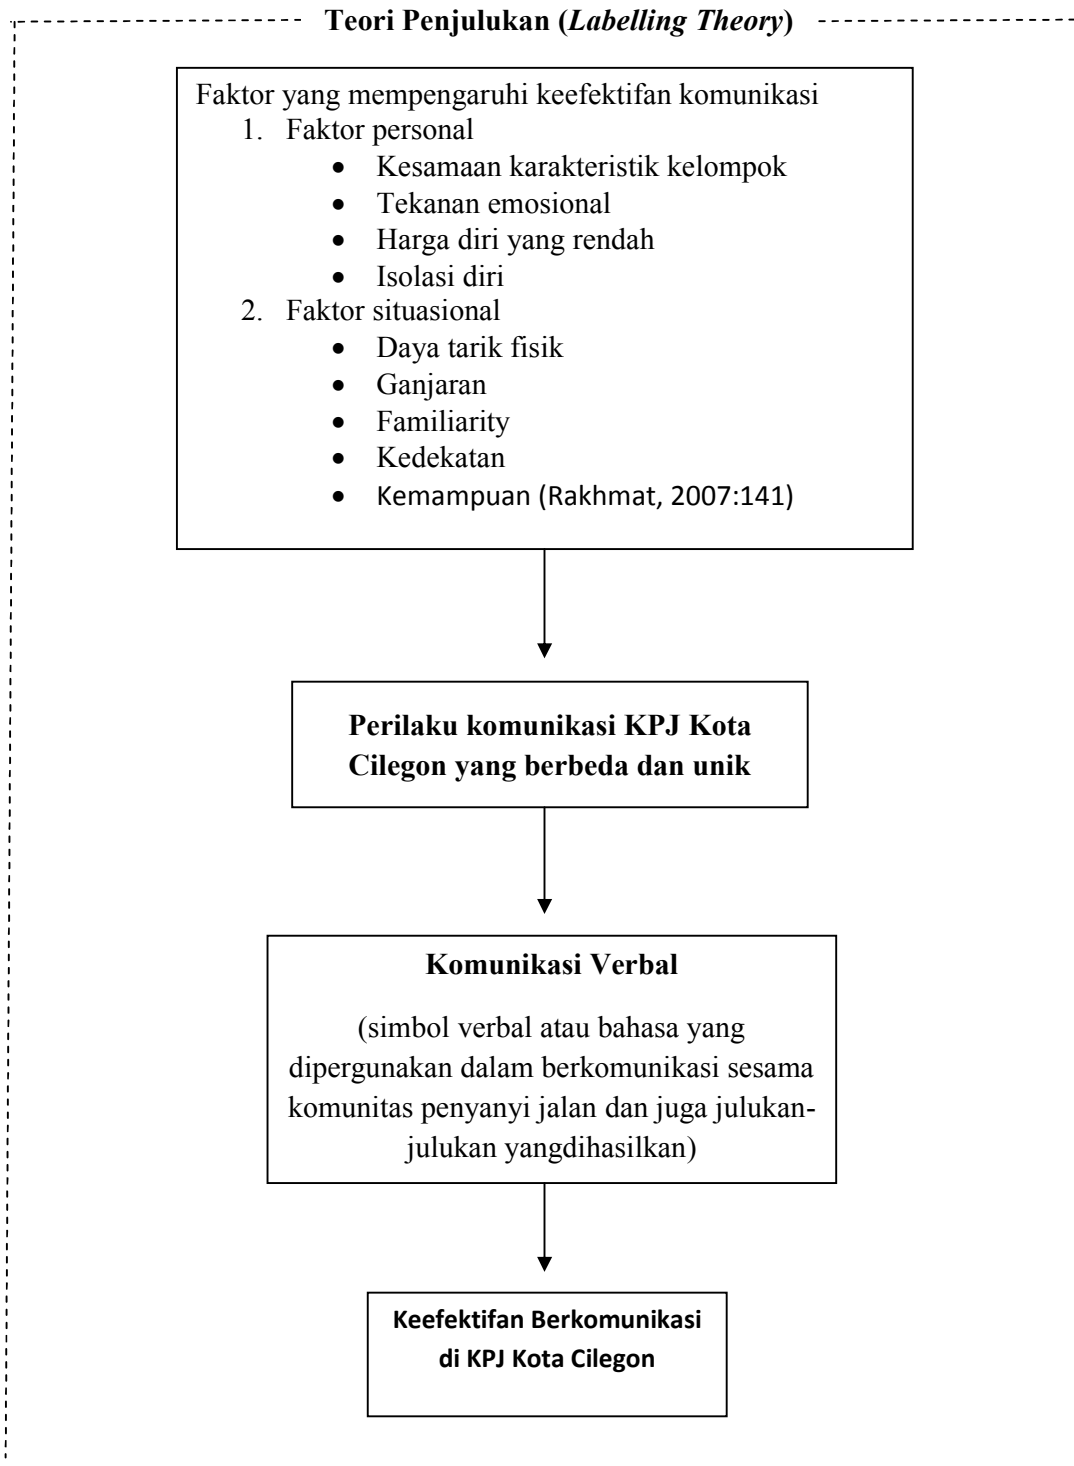 Teori Penjulukan (Labelling Theory)
Faktor yang mempengaruhi keefektifan komunikasi
1. Faktor personal
• Kesamaan karakteristik kelompok
• Tekanan emosional
• Harga diri yang rendah
• Isolasi diri
2. Faktor situasional
• Daya tarik fisik
• Ganjaran
• Familiarity
• Kedekatan
• Kemampuan (Rakhmat, 2007:141)
Perilaku komunikasi KPJ Kota
Cilegon yang berbeda dan unik
Komunikasi Verbal
(simbol verbal atau bahasa yang
dipergunakan dalam berkomunikasi sesama
komunitas penyanyi jalan dan juga julukan-
julukan yangdihasilkan)
Keefektifan Berkomunikasi
di KPJ Kota Cilegon